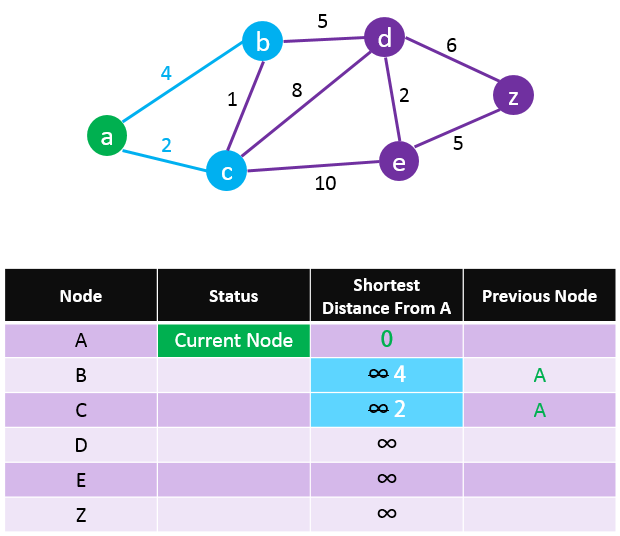 5
b
d
6
4
8
z
1
2
a
2
5
e
c
10
Node Status Shortest Distance From A Previous Node
A Current Node 0
B ∞ 4 A
C ∞ 2 A
D ∞
E ∞
Z ∞